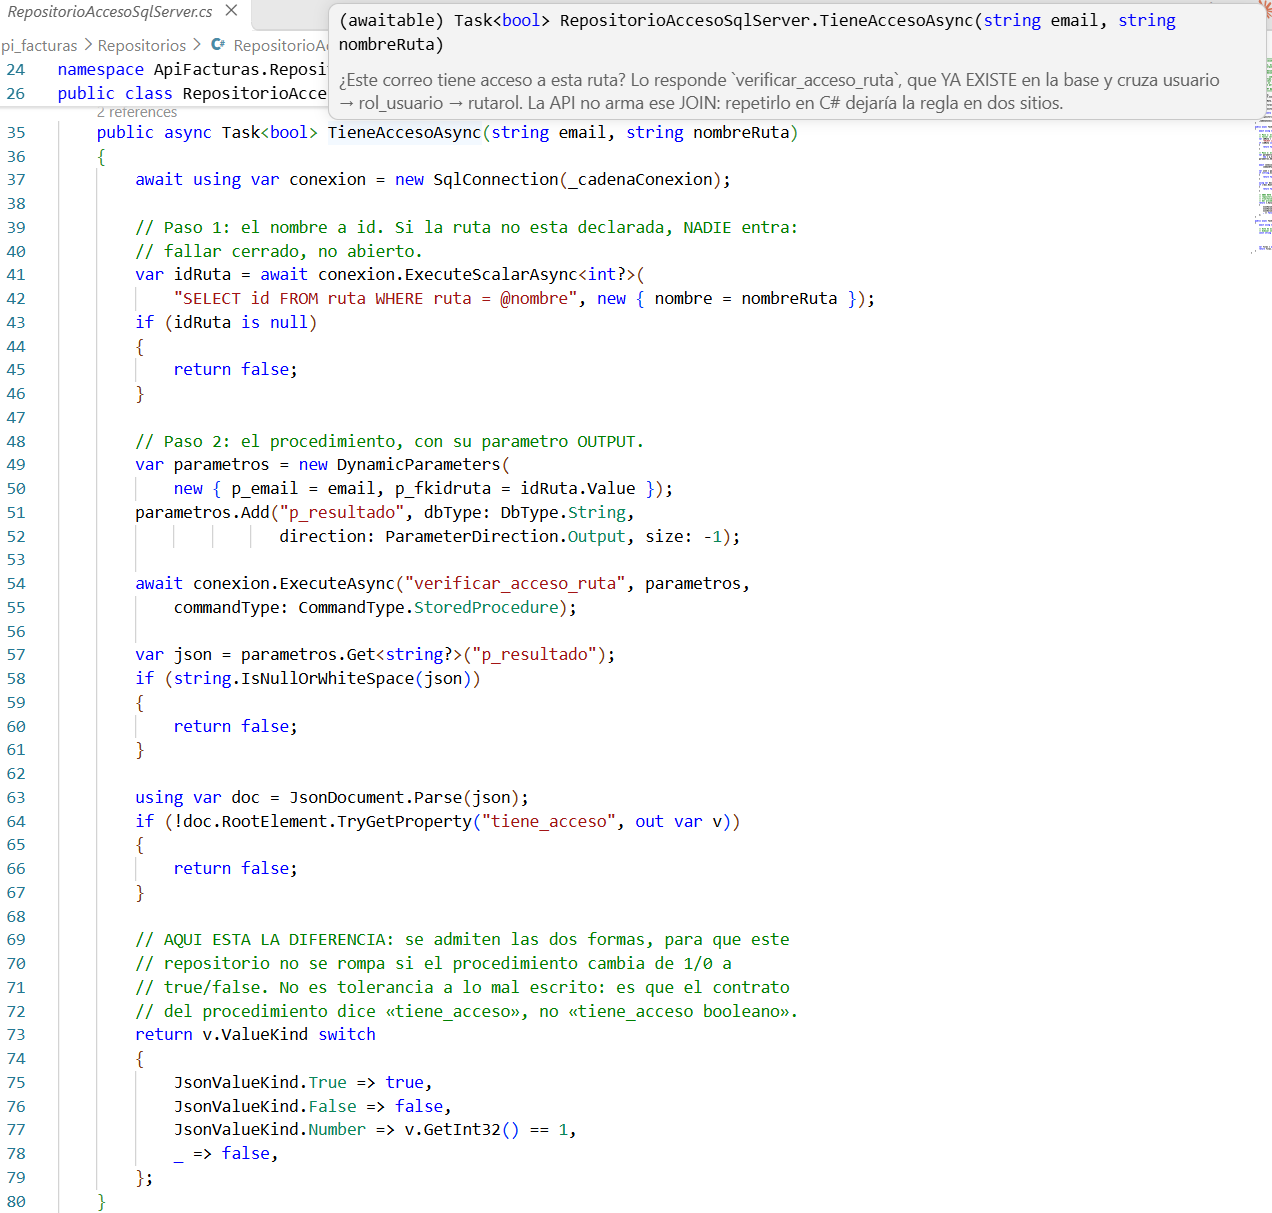 RepositorioAccesoSqlServer.cs
pi_facturas > Repositorios > C# RepositorioAc
(awaitable) Task<bool> RepositorioAccesoSqlServer.TieneAccesoAsync(string email, string
nombreRuta)
¿Este correo tiene acceso a esta ruta? Lo responde `verificar_acceso_ruta`, que YA EXISTE en la base y cruza usuario
→ rol_usuario → rutarol. La API no arma ese JOIN: repetirlo en C# dejaría la regla en dos sitios.
24 namespace ApiFacturas.Reposi
26 public class RepositorioAcce
2 references
35 public async Task<bool> TieneAccesoAsync(string email, string nombreRuta)
36 {
37 await using var conexion = new SqlConnection(_cadenaConexion);
38
39 // Paso 1: el nombre a id. Si la ruta no esta declarada, NADIE entra:
40 // fallar cerrado, no abierto.
41 var idRuta = await conexion.ExecuteScalarAsync<int?>(
42 "SELECT id FROM ruta WHERE ruta = @nombre", new { nombre = nombreRuta });
43 if (idRuta is null)
44 {
45 return false;
46 }
47
48 // Paso 2: el procedimiento, con su parametro OUTPUT.
49 var parametros = new DynamicParameters(
50 new { p_email = email, p_fkidruta = idRuta.Value });
51 parametros.Add("p_resultado", dbType: DbType.String,
52 direction: ParameterDirection.Output, size: -1);
53
54 await conexion.ExecuteAsync("verificar_acceso_ruta", parametros,
55 commandType: CommandType.StoredProcedure);
56
57 var json = parametros.Get<string?>("p_resultado");
58 if (string.IsNullOrWhiteSpace(json))
59 {
60 return false;
61 }
62
63 using var doc = JsonDocument.Parse(json);
64 if (!doc.RootElement.TryGetProperty("tiene_acceso", out var v))
65 {
66 return false;
67 }
68
69 // AQUI ESTA LA DIFERENCIA: se admiten las dos formas, para que este
70 // repositorio no se rompa si el procedimiento cambia de 1/0 a
71 // true/false. No es tolerancia a lo mal escrito: es que el contrato
72 // del procedimiento dice «tiene_acceso», no «tiene_acceso booleano».
73 return v.ValueKind switch
74 {
75 JsonValueKind.True => true,
76 JsonValueKind.False => false,
77 JsonValueKind.Number => v.GetInt32() == 1,
78 _ => false,
79 };
80 }